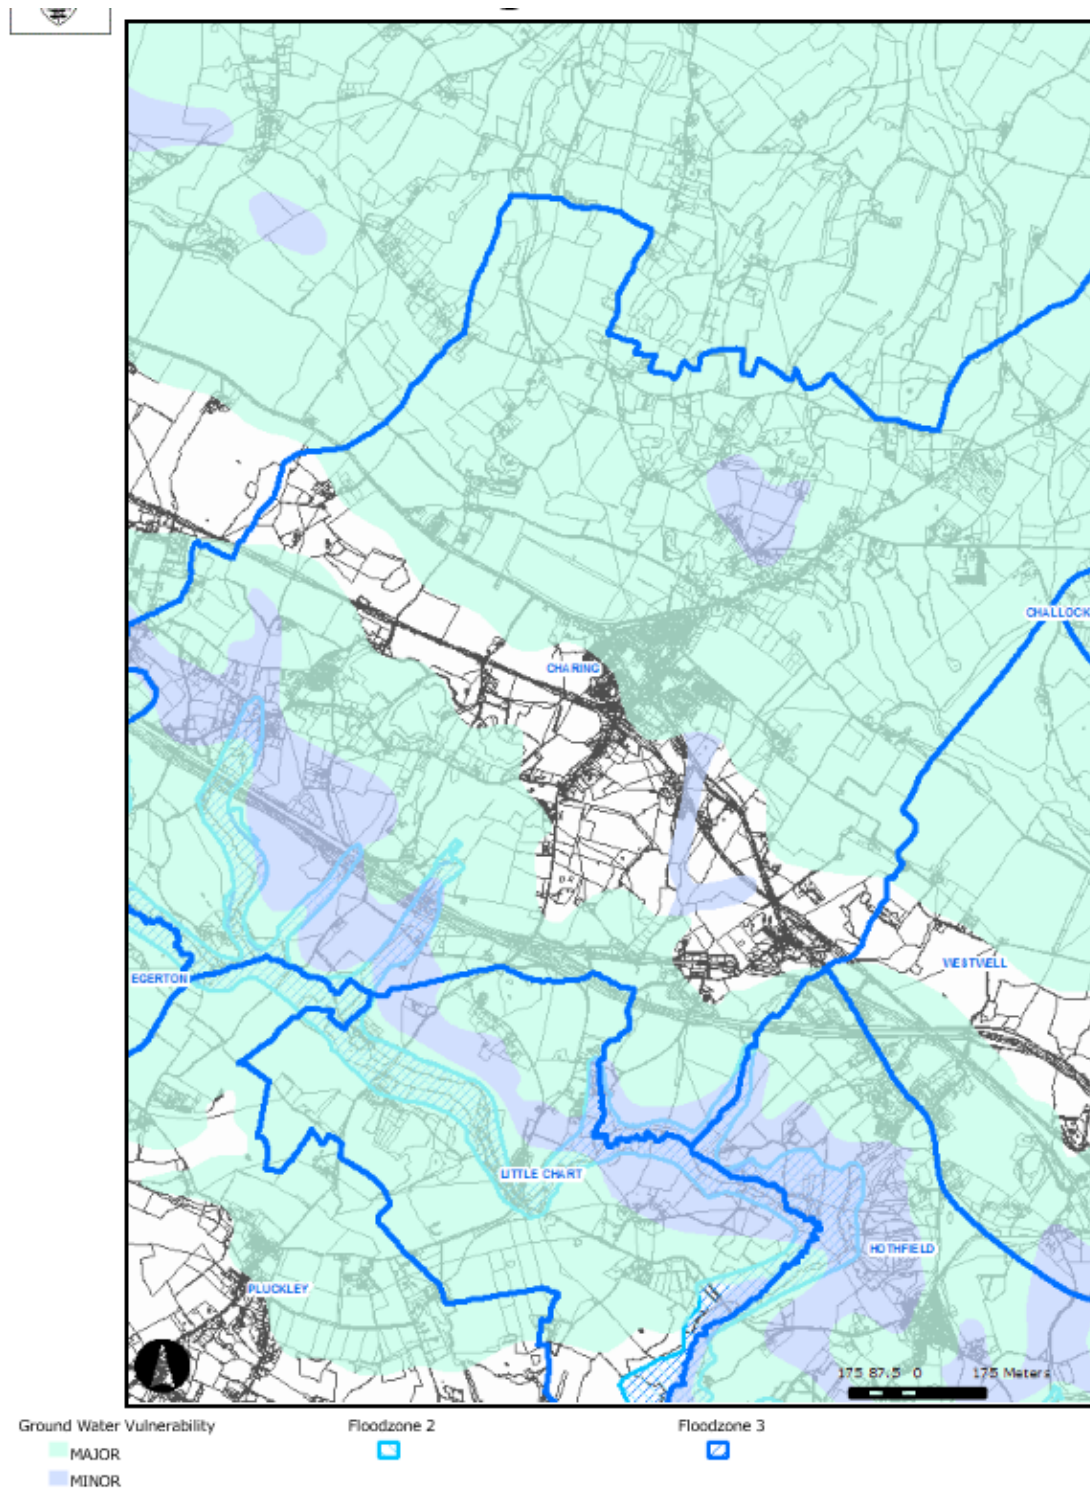 CHALLOCK
CHARING
WESTWELL
EGERTON
LITTLE CHART
HOTHFIELD
PLUCKLEY
175 87.5 0 175 Meters
Ground Water Vulnerability
MAJOR
MINOR
Floodzone 2
Floodzone 3